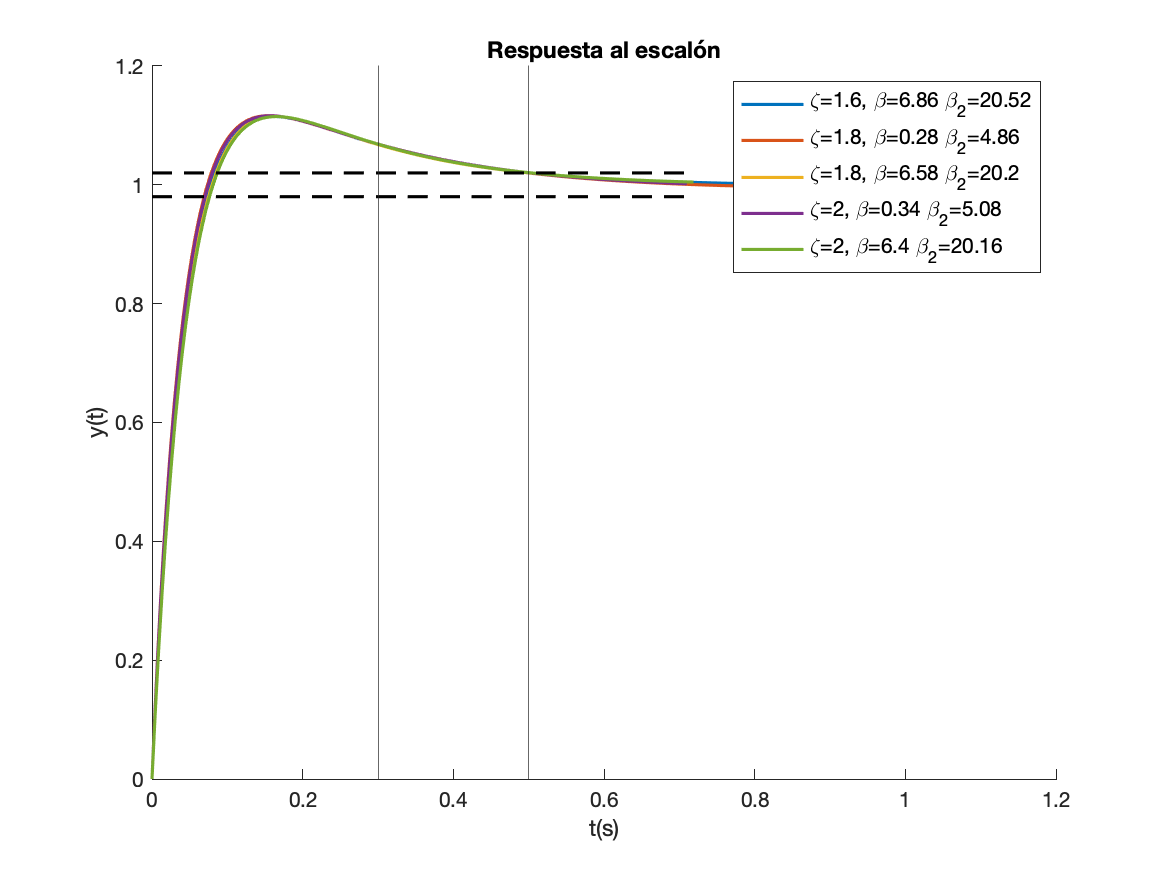 Respuesta al escalón
1.2
1
0.8
0.6
0.4
0.2
0
y(t)
ζ=1.6, β=6.86 β₂=20.52
ζ=1.8, β=0.28 β₂=4.86
ζ=1.8, β=6.58 β₂=20.2
ζ=2, β=0.34 β₂=5.08
ζ=2, β=6.4 β₂=20.16
0 0.2 0.4 0.6 0.8 1 1.2
t(s)